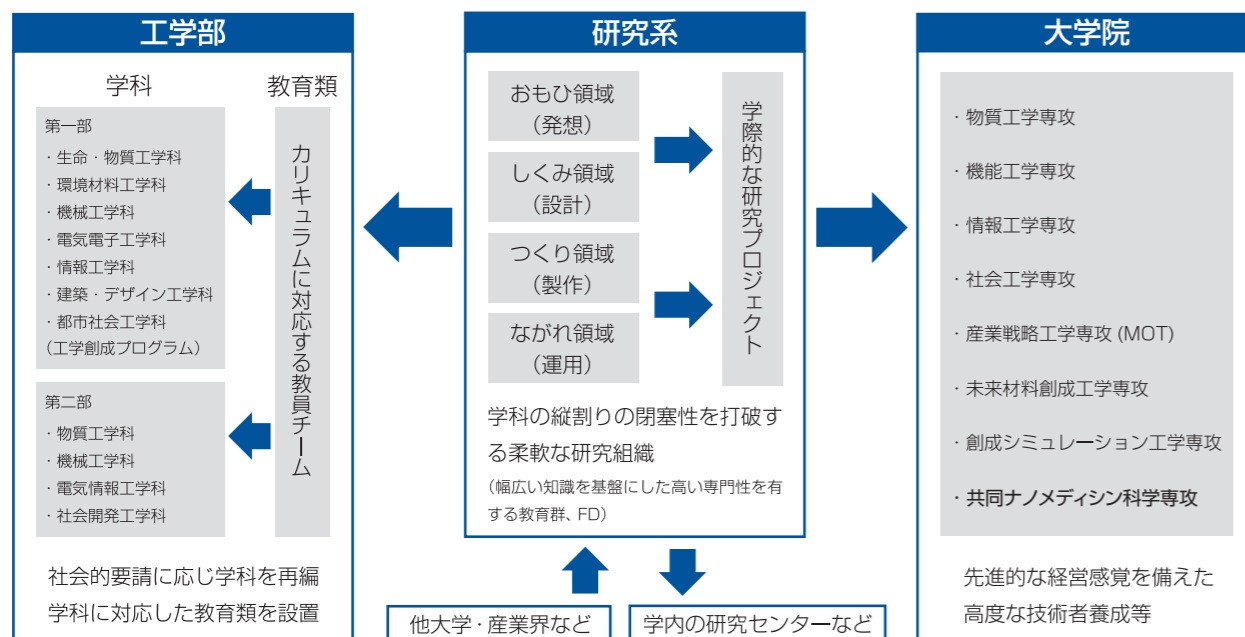 工学部
学科
教育類
第一部
・生命・物質工学科
・環境材料工学科
・機械工学科
・電気電子工学科
・情報工学科
・建築・デザイン工学科
・都市社会工学科
（工学創成プログラム）
第二部
・物質工学科
・機械工学科
・電気情報工学科
・社会開発工学科
カリキュラムに対応する教員チーム
社会的要請に応じ学科を再編
学科に対応した教育類を設置
研究系
おもひ領域
（発想）
しくみ領域
（設計）
つくり領域
（製作）
ながれ領域
（運用）
学際的な研究プロジェクト
学科の縦割りの閉塞性を打破す
る柔軟な研究組織
（幅広い知識を基盤にした高い専門性を有
する教育群、FD）
他大学・産業界など
学内の研究センターなど
大学院
・物質工学専攻
・機能工学専攻
・情報工学専攻
・社会工学専攻
・産業戦略工学専攻 (MOT)
・未来材料創成工学専攻
・創成シミュレーション工学専攻
・共同ナノメディシン科学専攻
先進的な経営感覚を備えた
高度な技術者養成等